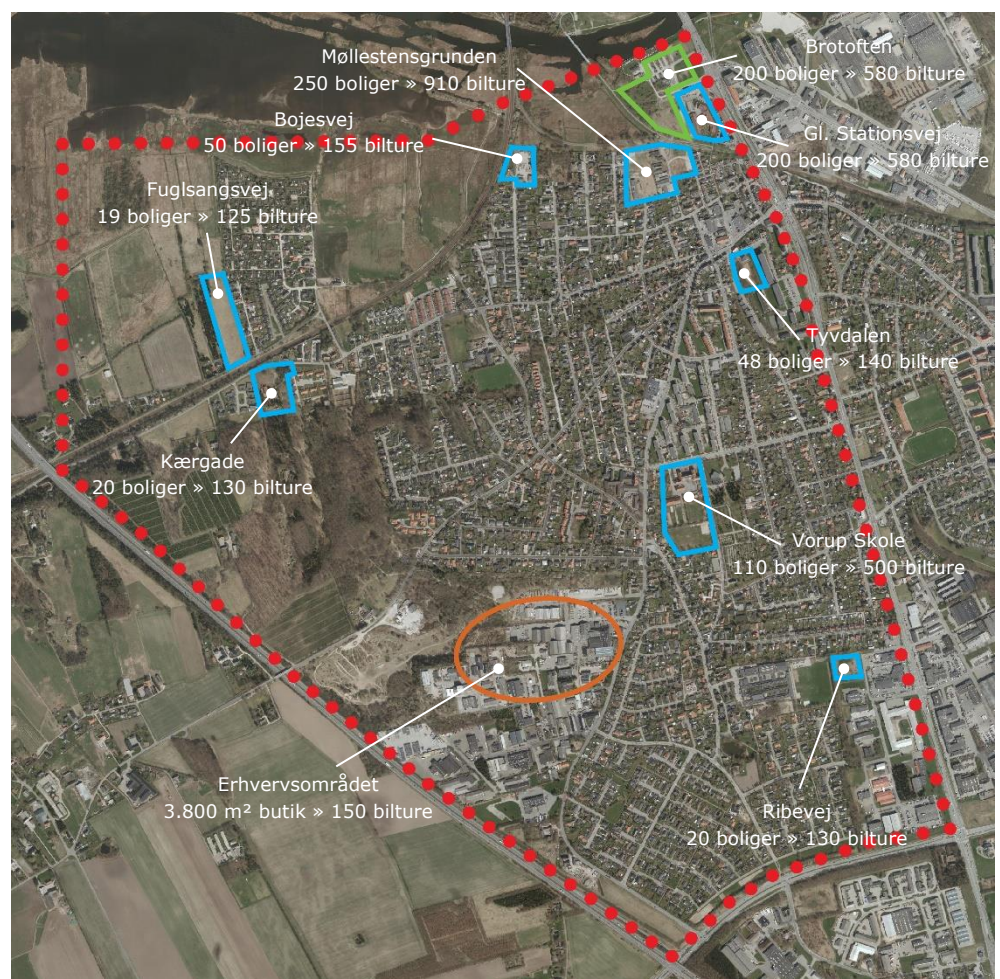 Møllestensgrunden
250 boliger » 910 bilture
Brotoften
200 boliger » 580 bilture
Bojesvej
50 boliger » 155 bilture
Gl. Stationsvej
200 boliger » 580 bilture
Fuglsangsvej
19 boliger » 125 bilture
Tyvdalen
48 boliger » 140 bilture
Kærgade
20 boliger » 130 bilture
Vorup Skole
110 boliger » 500 bilture
Erhvervsområdet
3.800 m² butik » 150 bilture
Ribevej
20 boliger » 130 bilture